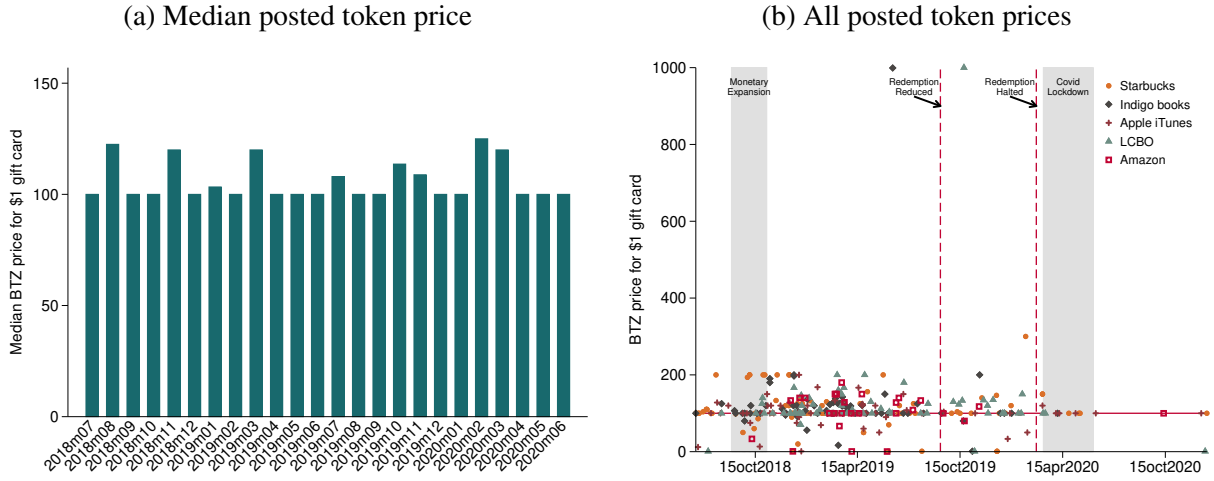 (a) Median posted token price
Median BTZ price for $1 gift card
150
100
50
0
2018m07
2018m08
2018m09
2018m10
2018m11
2018m12
2019m01
2019m02
2019m03
2019m04
2019m05
2019m06
2019m07
2019m08
2019m09
2019m10
2019m11
2019m12
2020m01
2020m02
2020m03
2020m04
2020m05
2020m06
(b) All posted token prices
BTZ price for $1 gift card
1000
800
600
400
200
0
Monetary
Expansion
Redemption
Reduced
Redemption
Halted
Covid
Lockdown
Starbucks
Indigo books
Apple iTunes
LCBO
Amazon
15oct2018
15apr2019
15oct2019
15apr2020
15oct2020